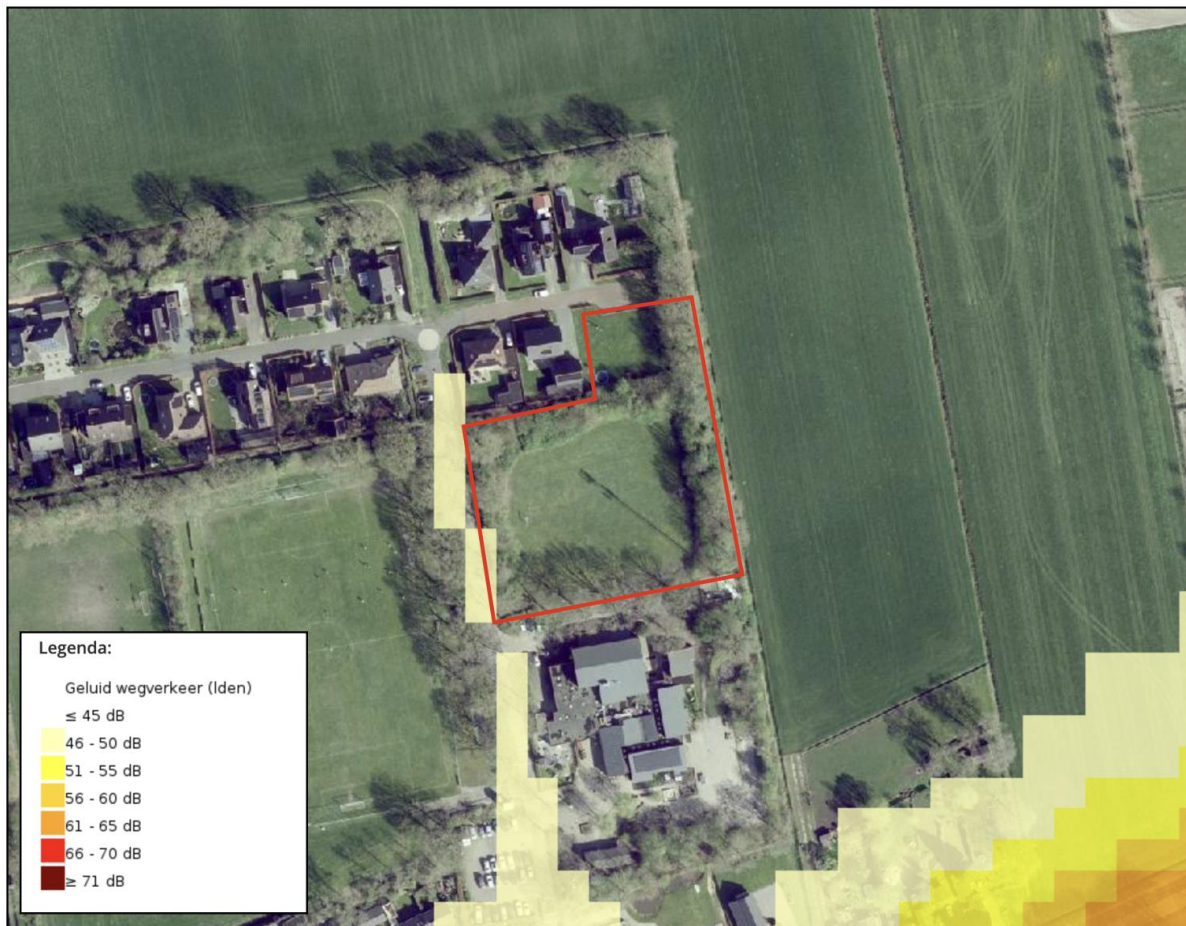 Legenda:
Geluid wegverkeer (lden)
≤ 45 dB
46 - 50 dB
51 - 55 dB
56 - 60 dB
61 - 65 dB
66 - 70 dB
≥ 71 dB